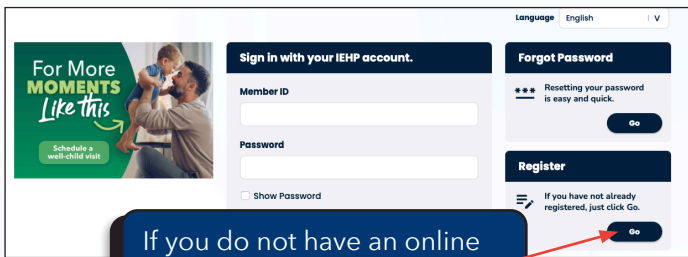 Language English V
For More
MOMENTS
Like this
Schedule a
well-child visit
Sign in with your IEHP account.
Member ID
Password
Show Password
Forgot Password
***
Resetting your password
is easy and quick.
Go
Register
If you have not already
registered, just click Go.
Go
If you do not have an online